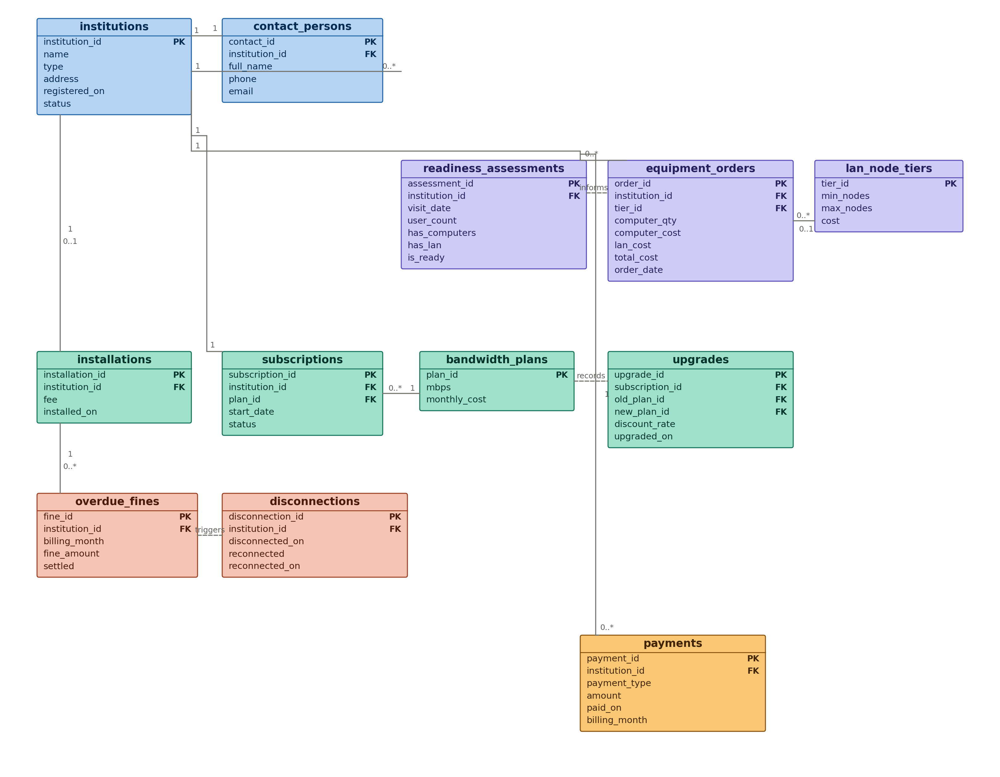 institutions
institution_id PK
name
type
address
registered_on
status
1 1
1 0..*
contact_persons
contact_id PK
institution_id FK
full_name
phone
email
1
1
0..*
readiness_assessments
assessment_id PK
institution_id FK
visit_date
user_count
has_computers
has_lan
is_ready
informs
equipment_orders
order_id PK
institution_id FK
tier_id FK
computer_qty
computer_cost
lan_cost
total_cost
order_date
0..*
0..1
lan_node_tiers
tier_id PK
min_nodes
max_nodes
cost
1
0..1
1
installations
installation_id PK
institution_id FK
fee
installed_on
subscriptions
subscription_id PK
institution_id FK
plan_id FK
start_date
status
0..* 1
bandwidth_plans
plan_id PK
mbps
monthly_cost
records
1
upgrades
upgrade_id PK
subscription_id FK
old_plan_id FK
new_plan_id FK
discount_rate
upgraded_on
1
0..*
overdue_fines
fine_id PK
institution_id FK
billing_month
fine_amount
settled
triggers
disconnections
disconnection_id PK
institution_id FK
disconnected_on
reconnected
reconnected_on
0..*
payments
payment_id PK
institution_id FK
payment_type
amount
paid_on
billing_month